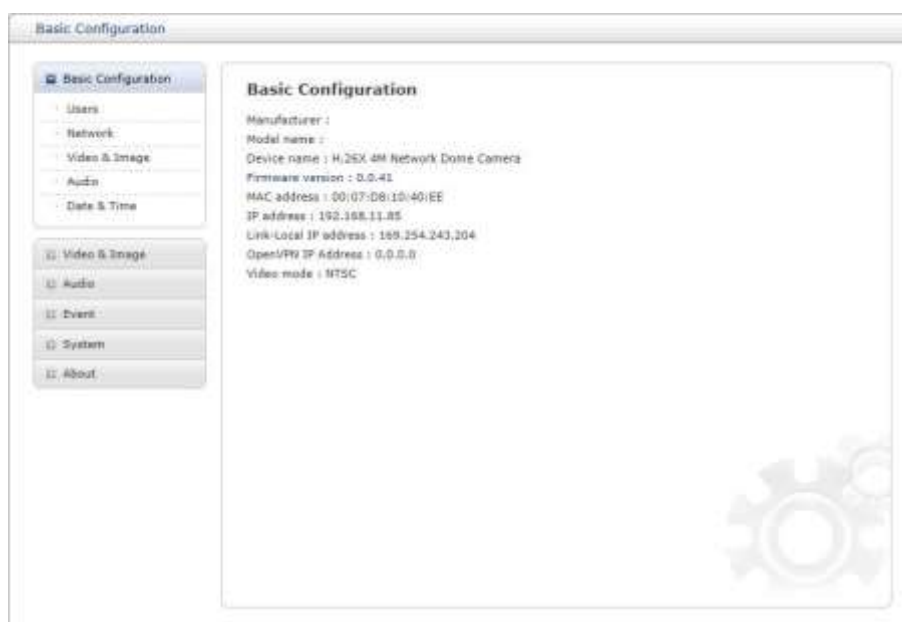 Basic Configuration
Basic Configuration
Users
Network
Video & Image
Audio
Date & Time
Video & Image
Audio
Event
System
About
Basic Configuration
Manufacturer :
Model name :
Device name : H.26X 4M Network Dome Camera
Firmware version : 0.0.41
MAC address : 00:07:D8:10:40:EE
IP address : 192.168.11.85
Link-Local IP address : 169.254.243.204
OpenVPN IP Address : 0.0.0.0
Video mode : NTSC